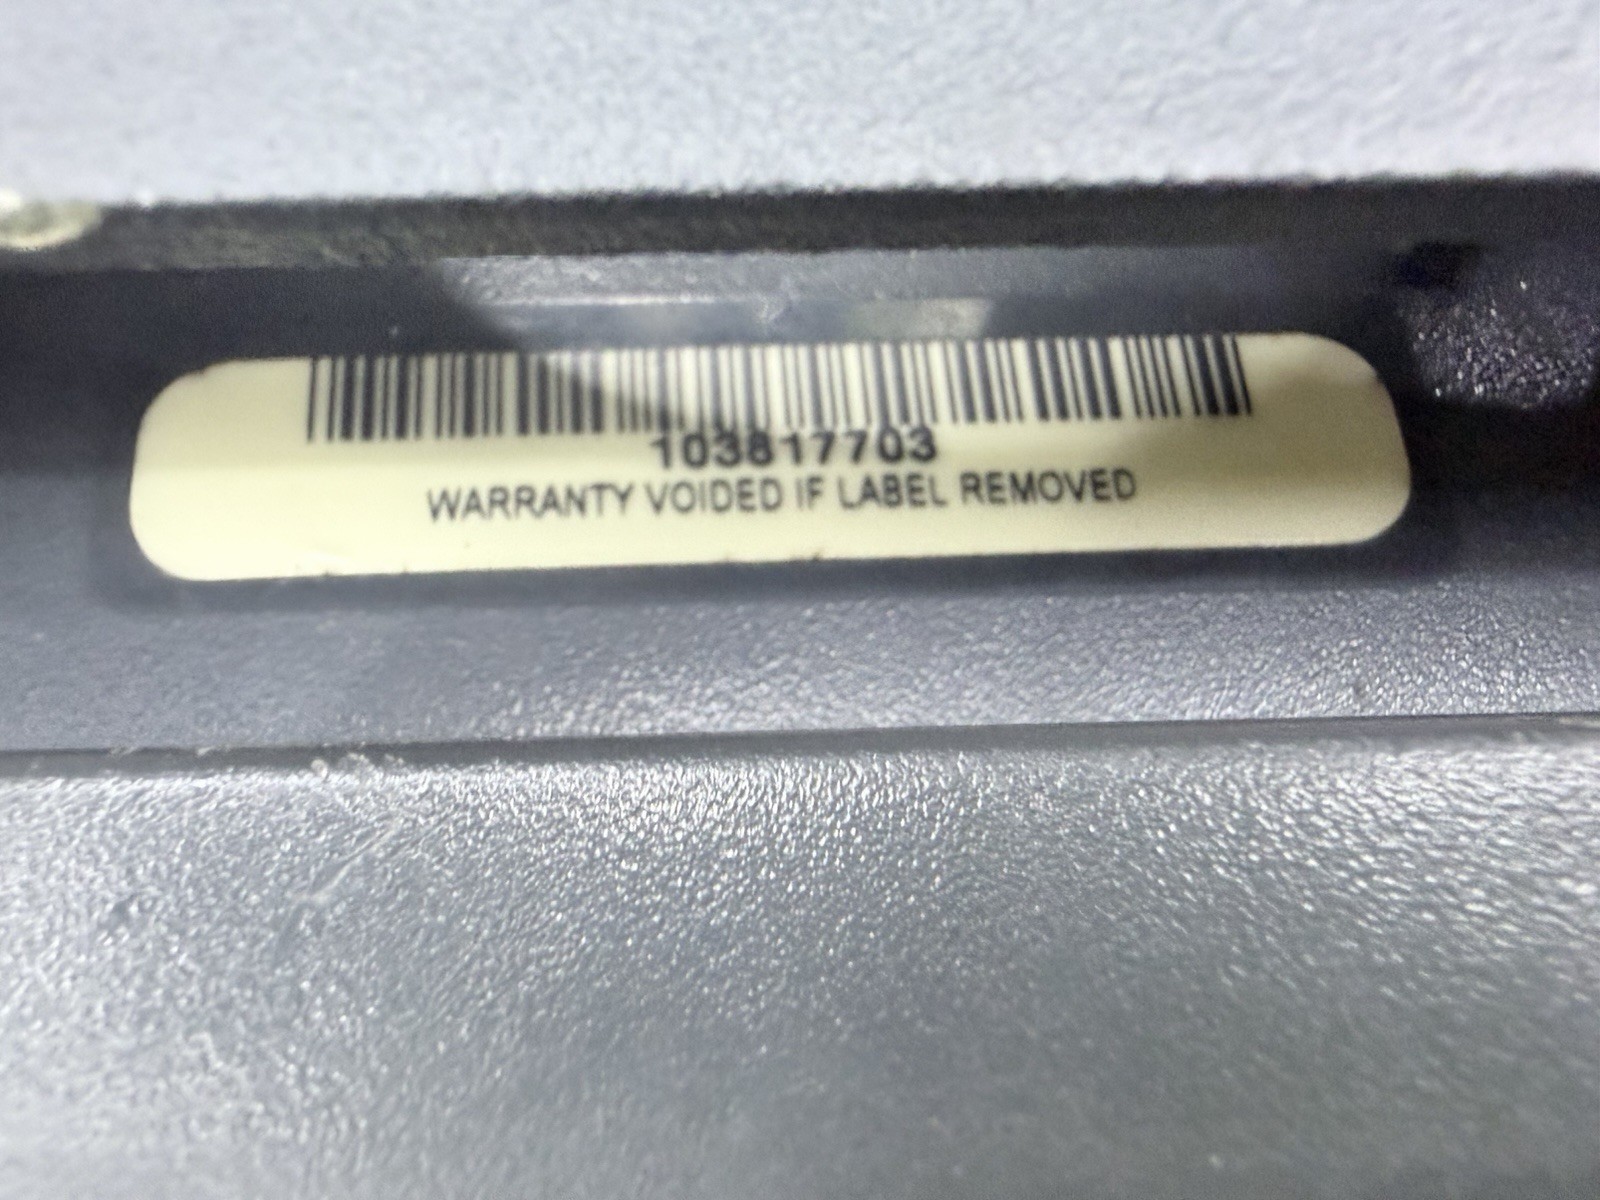 103817703
WARRANTY VOIDED IF LABEL REMOVED